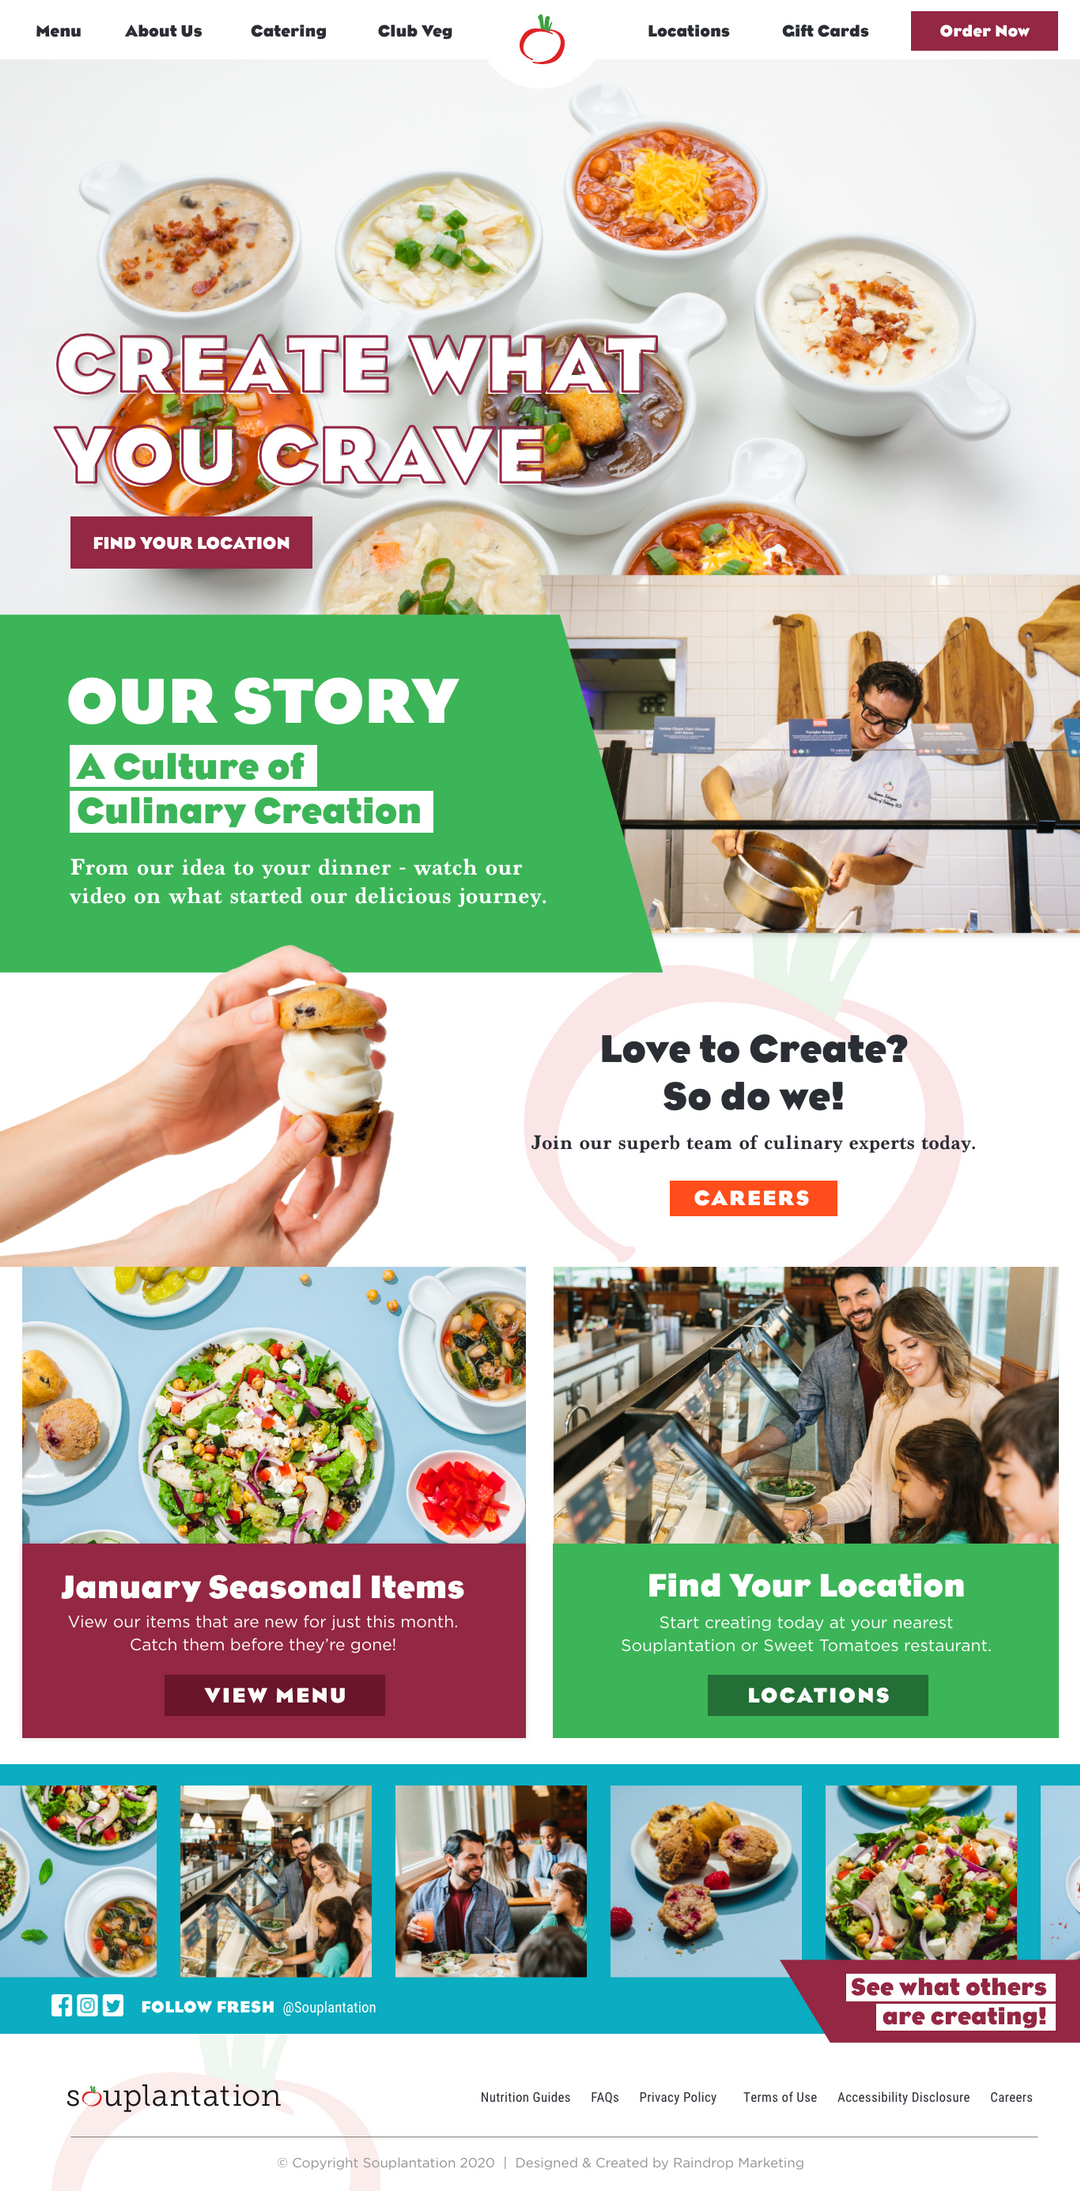 Menu
About Us
Catering
Club Veg
Locations
Gift Cards
Order Now
CREATE WHAT
YOU CRAVE
FIND YOUR LOCATION
OUR STORY
A Culture of
Culinary Creation
From our idea to your dinner - watch our
video on what started our delicious journey.
Love to Create?
So do we!
Join our superb team of culinary experts today.
CAREERS
January Seasonal Items
View our items that are new for just this month.
Catch them before they're gone!
VIEW MENU
Find Your Location
Start creating today at your nearest
Souplantation or Sweet Tomatoes restaurant.
LOCATIONS
FOLLOW FRESH @Souplantation
See what others
are creating!
souplantation
Nutrition Guides
FAQs
Privacy Policy
Terms of Use
Accessibility Disclosure
Careers
© Copyright Souplantation 2020 | Designed & Created by Raindrop Marketing